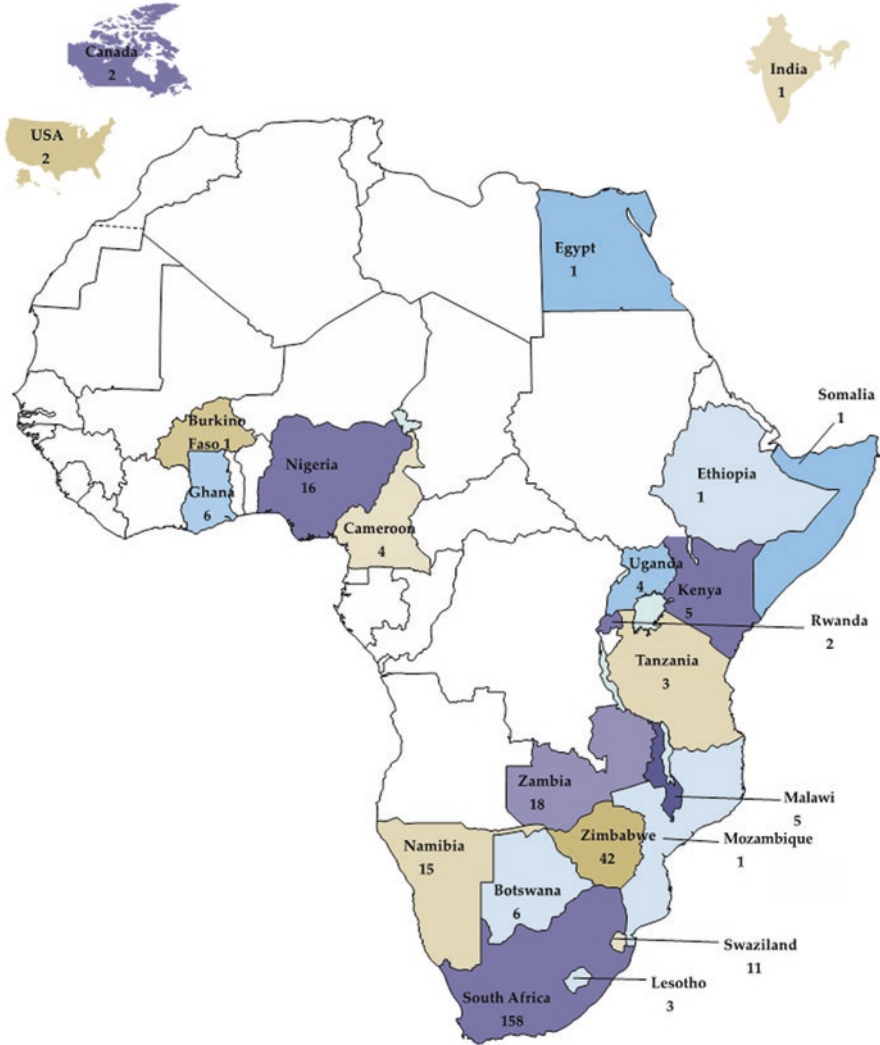 Canada
2
India
1
USA
2
Egypt
1
Somalia
1
Burkino
Faso 1
Nigeria
16
Ethiopia
1
Ghana
6
Cameroon
4
Uganda
4
Kenya
5
Rwanda
2
Tanzania
3
Zambia
18
Malawi
5
Mozambique
1
Zimbabwe
42
Namibia
15
Botswana
6
Swaziland
11
Lesotho
3
South Africa
158